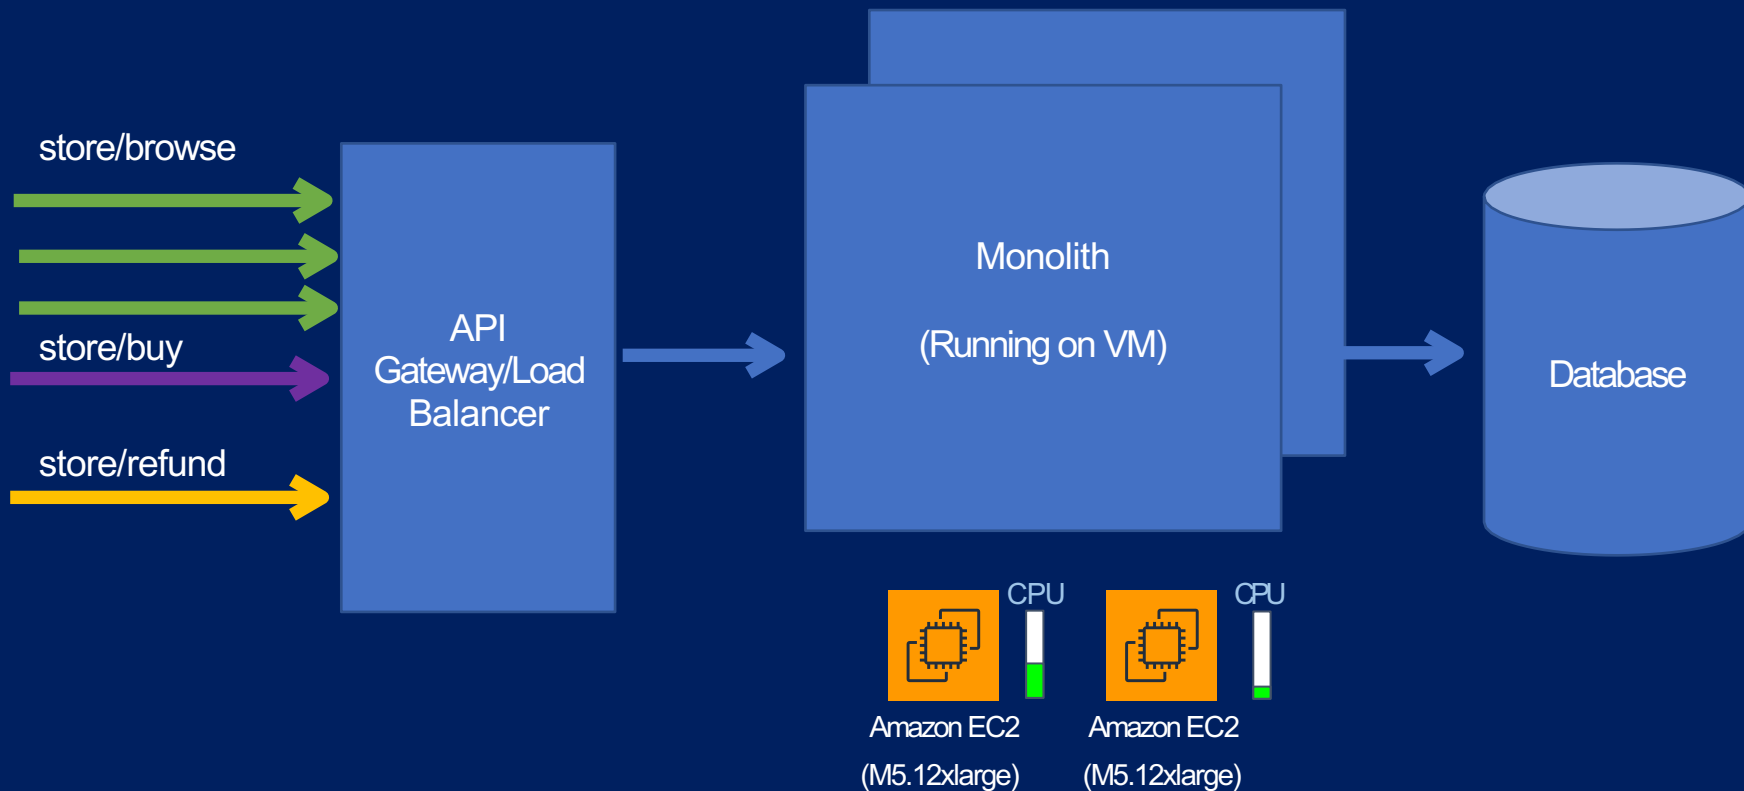 store/browse
store/buy
store/refund
API
Gateway/Load
Balancer
Monolith
(Running on VM)
Database
CPU
CPU
Amazon EC2
(M5.12xlarge)
Amazon EC2
(M5.12xlarge)